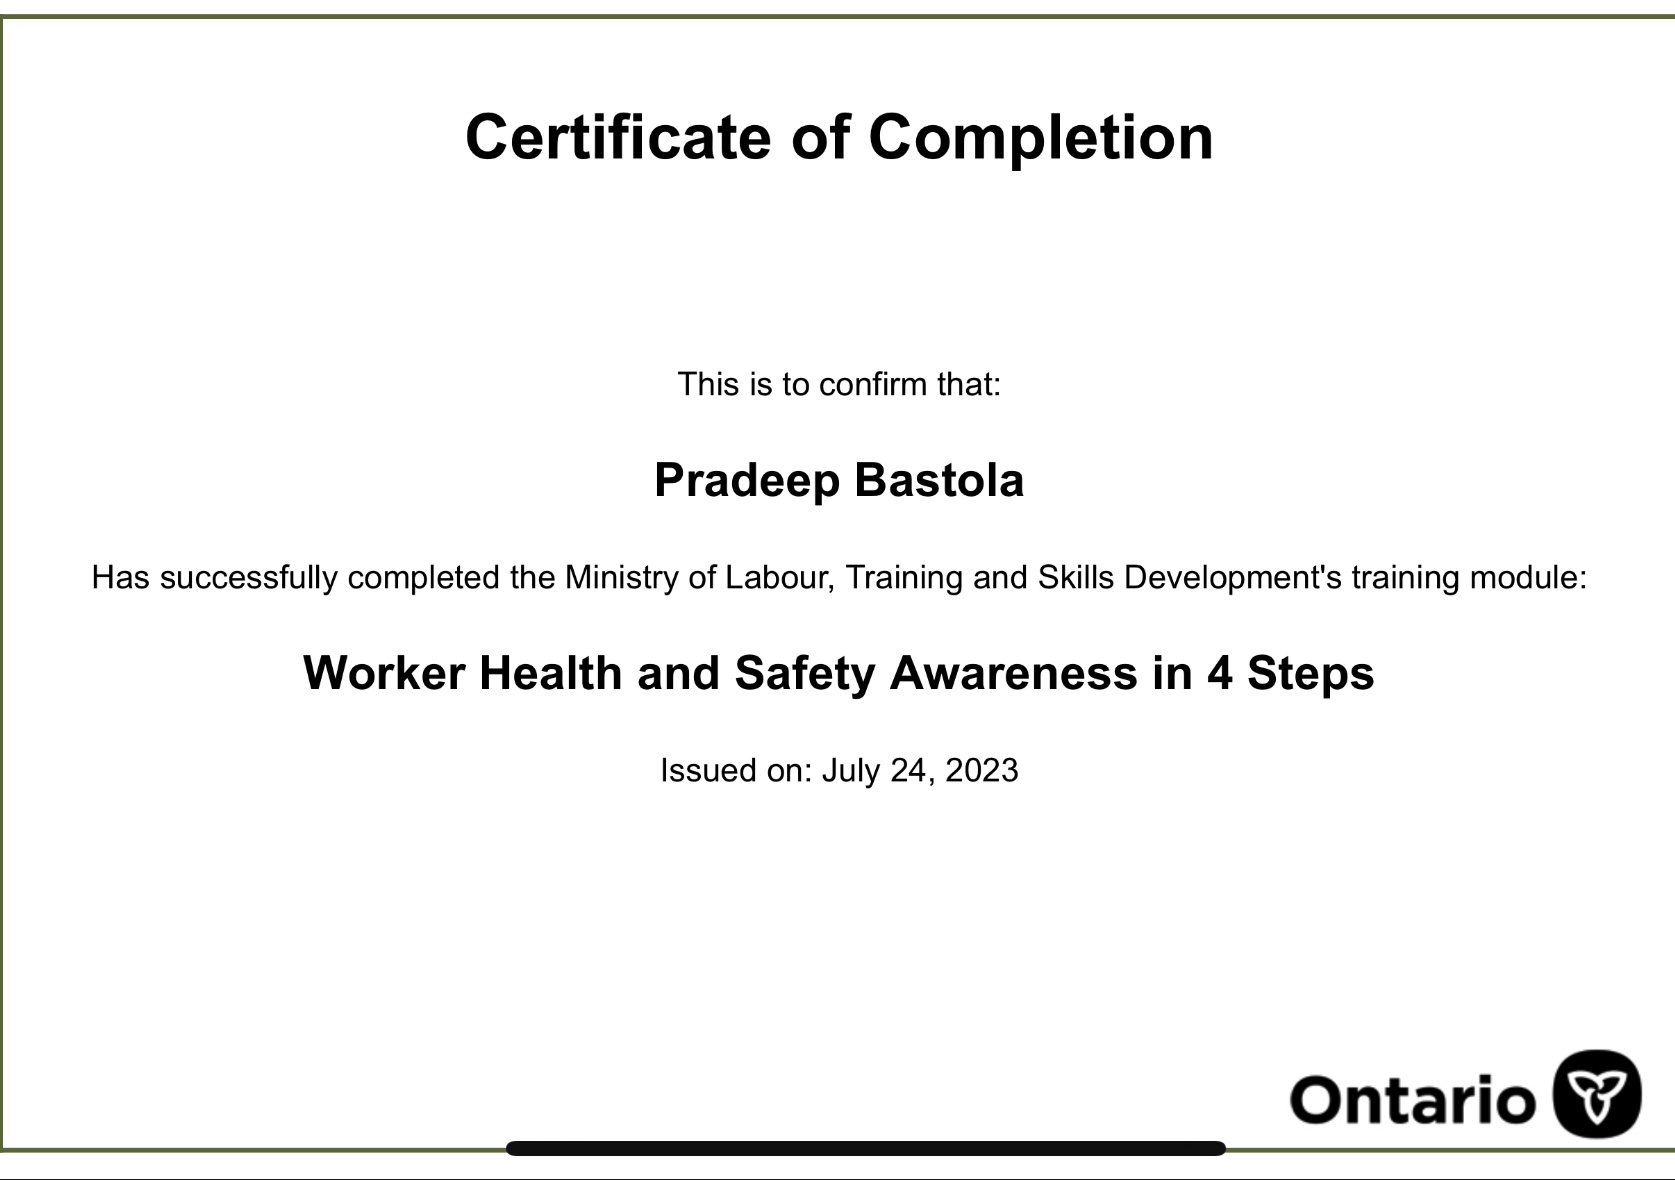 Certificate of Completion
This is to confirm that:
Pradeep Bastola
Has successfully completed the Ministry of Labour, Training and Skills Development's training module:
Worker Health and Safety Awareness in 4 Steps
Issued on: July 24, 2023
Ontario